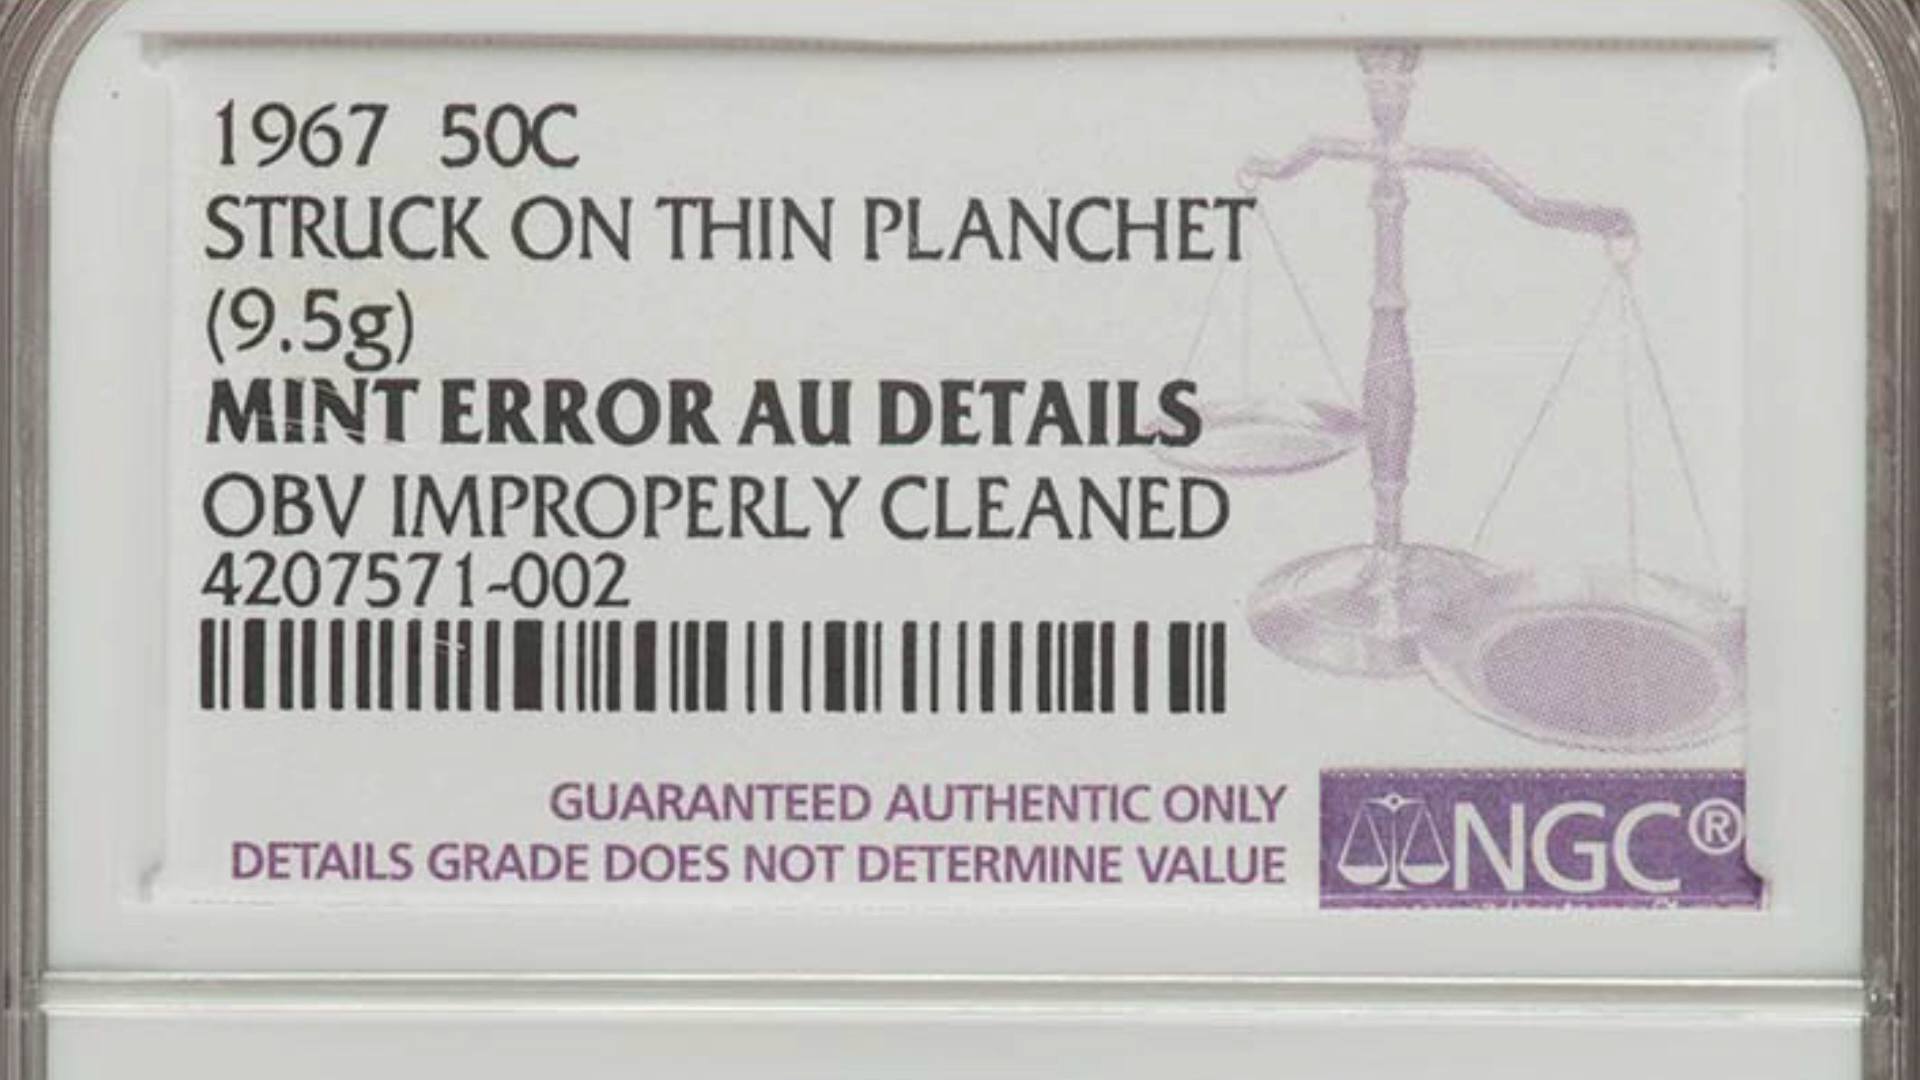 1967 50C
STRUCK ON THIN PLANCHET
(9.5g)
MINT ERROR AU DETAILS
OBV IMPROPERLY CLEANED
4207571-002
GUARANTEED AUTHENTIC ONLY
DETAILS GRADE DOES NOT DETERMINE VALUE
NGC®